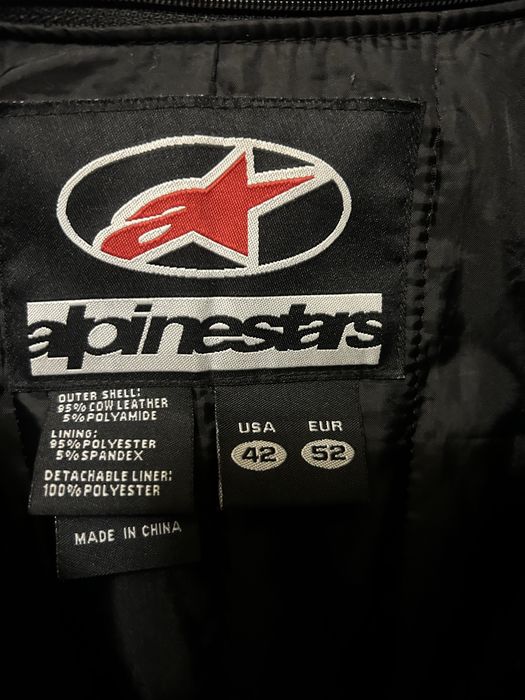 a
alpinestars
OUTER SHELL:
95% COW LEATHER
5% POLYAMIDE
LINING:
95% POLYESTER
5% SPANDEX
DETACHABLE LINER:
100% POLYESTER
MADE IN CHINA
USA EUR
42 52